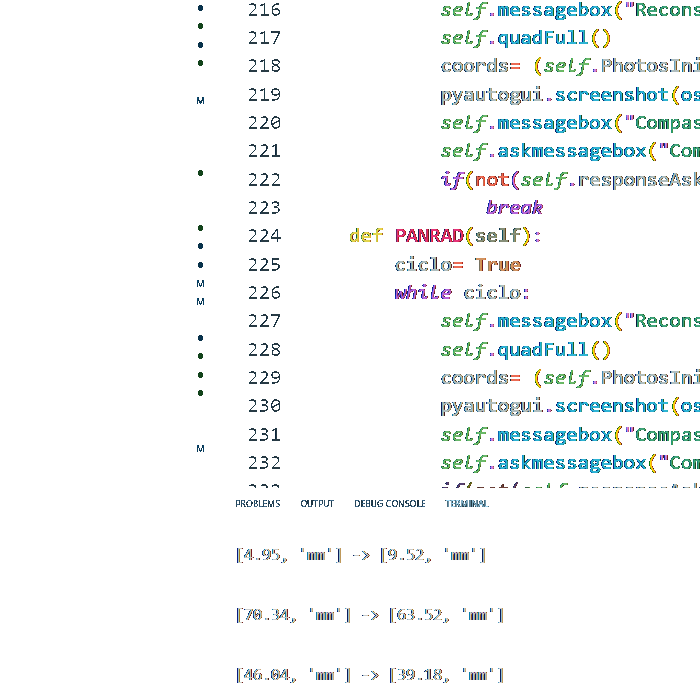 216 self.messagebox("Recons
217 self.quadFull()
218 coords= (self.PhotosIni
219 pyautogui.screenshot(os
M
220 self.messagebox("Compas
221 self.askmessagebox("Com
222 if(not(self.responseAsk
223 break
224 def PANRAD(self):
225 ciclo= True
M
226 while ciclo:
M
227 self.messagebox("Recons
228 self.quadFull()
229 coords= (self.PhotosIni
230 pyautogui.screenshot(os
231 self.messagebox("Compas
M
232 self.askmessagebox("Com
PROBLEMS OUTPUT DEBUG CONSOLE TERMINAL
[4.95, 'mm'] -> [9.52, 'mm']
[70.34, 'mm'] -> [63.52, 'mm']
[46.04, 'mm'] -> [39.18, 'mm']